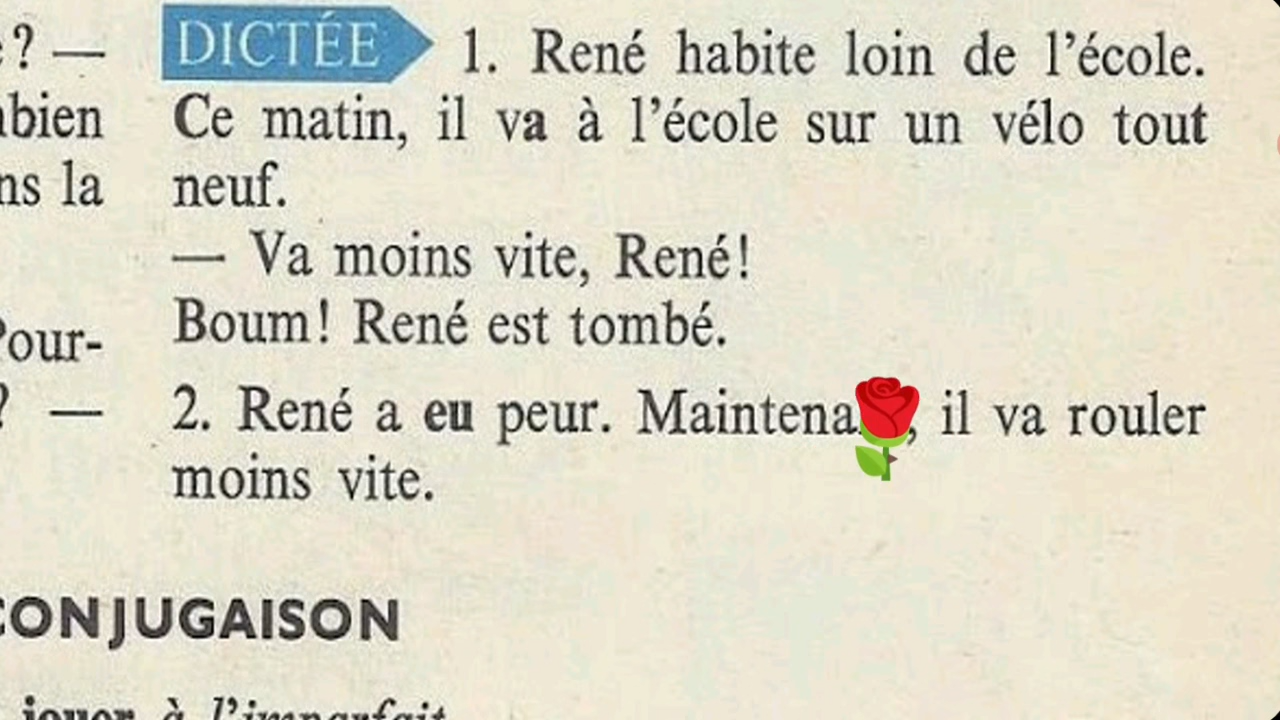 ? —
la
Pour-
? —
DICTÉE 1. René habite loin de l’école.
Ce matin, il va à l’école sur un vélo tout
neuf.
— Va moins vite, René!
Boum! René est tombé.
2. René a eu peur. Maintena🌹, il va rouler
moins vite.
CONJUGAISON
jouer à l’imparfait